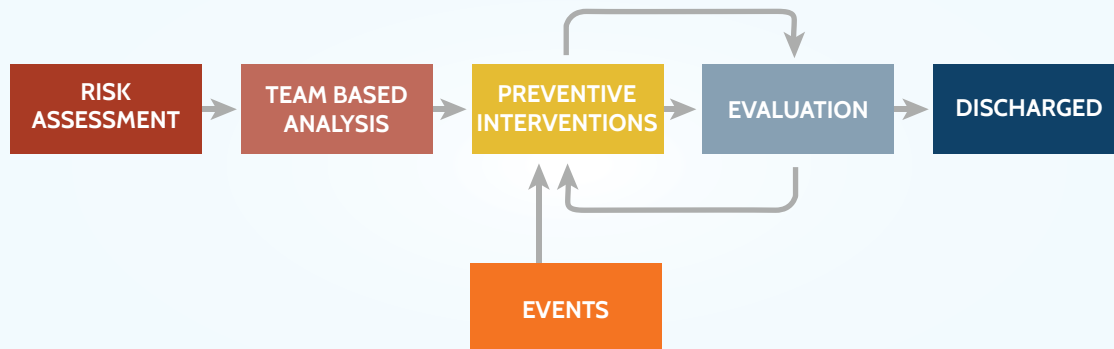 RISK
ASSESSMENT
TEAM BASED
ANALYSIS
PREVENTIVE
INTERVENTIONS
EVALUATION
DISCHARGED
EVENTS